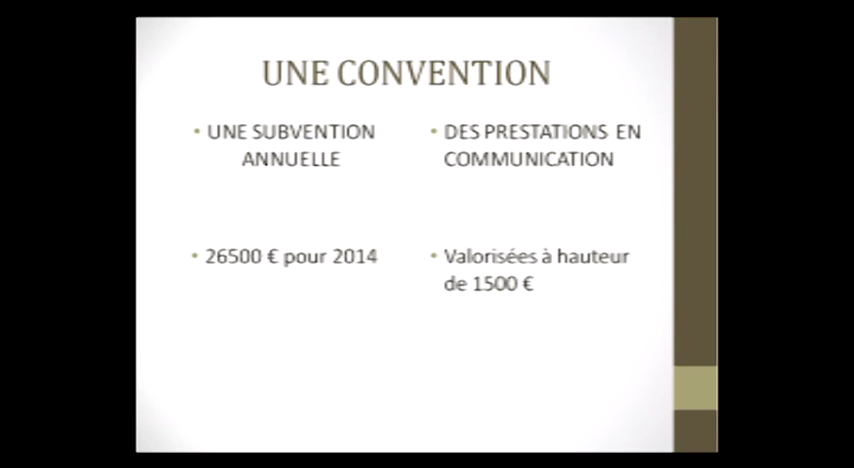 UNE CONVENTION
• UNE SUBVENTION
ANNUELLE
• DES PRESTATIONS EN
COMMUNICATION
• 26500 € pour 2014
• Valorisées à hauteur
de 1500 €